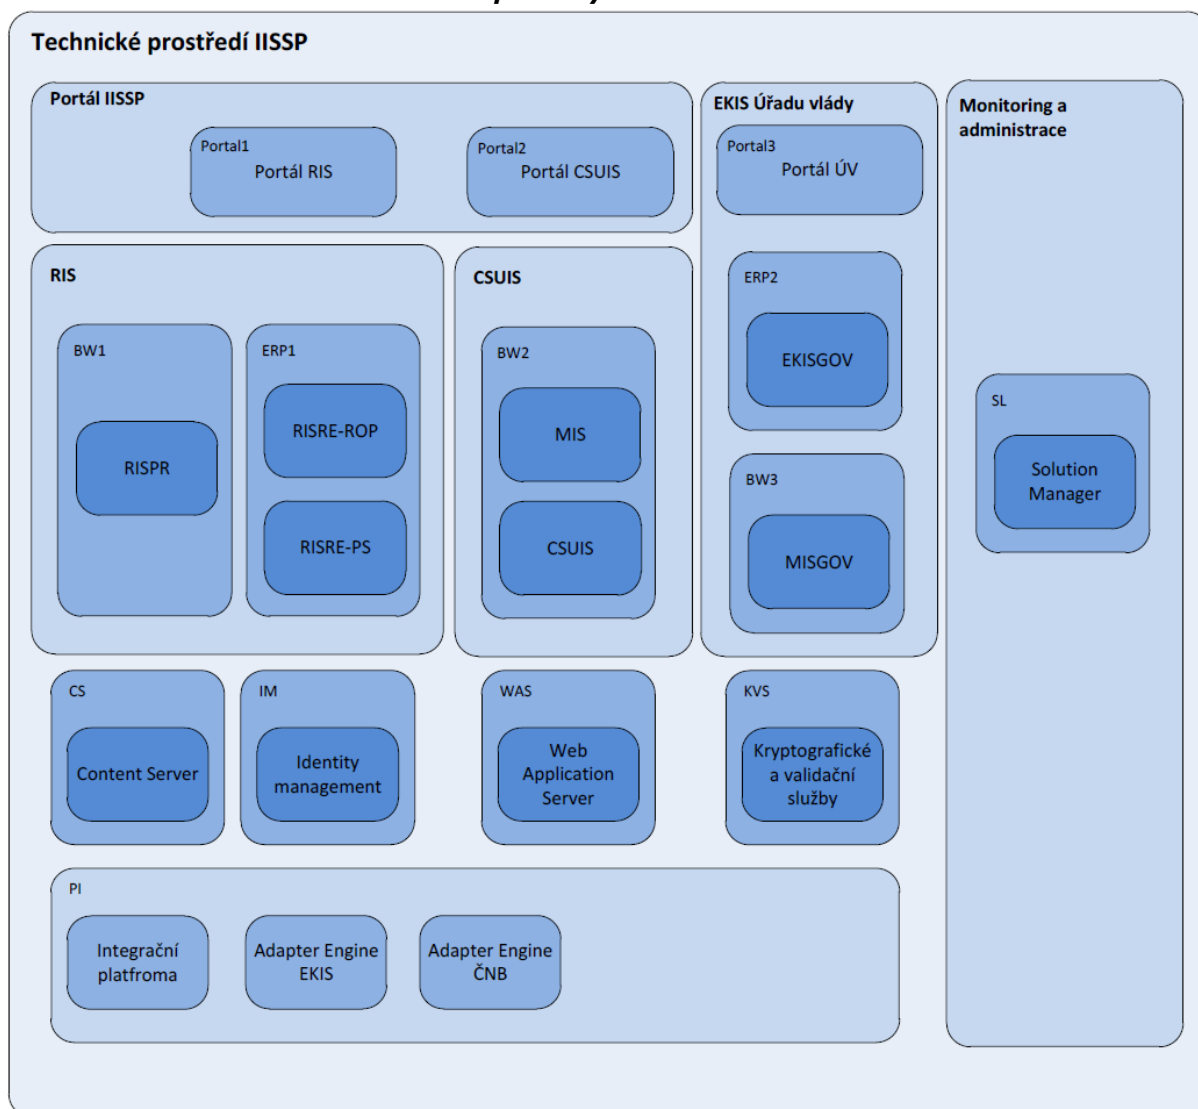 Technické prostředí IISSP
Portál IISSP
Portal1
Portál RIS
Portal2
Portál CSUIS
EKIS Úřadu vlády
Portal3
Portál ÚV
Monitoring a
administrace
RIS
BW1
RISPR
ERP1
RISRE-ROP
RISRE-PS
CSUIS
BW2
MIS
CSUIS
ERP2
EKISGOV
BW3
MISGOV
SL
Solution
Manager
CS
Content Server
IM
Identity
management
WAS
Web
Application
Server
KVS
Kryptografické
a validační
služby
PI
Integrační
platfroma
Adapter Engine
EKIS
Adapter Engine
ČNB